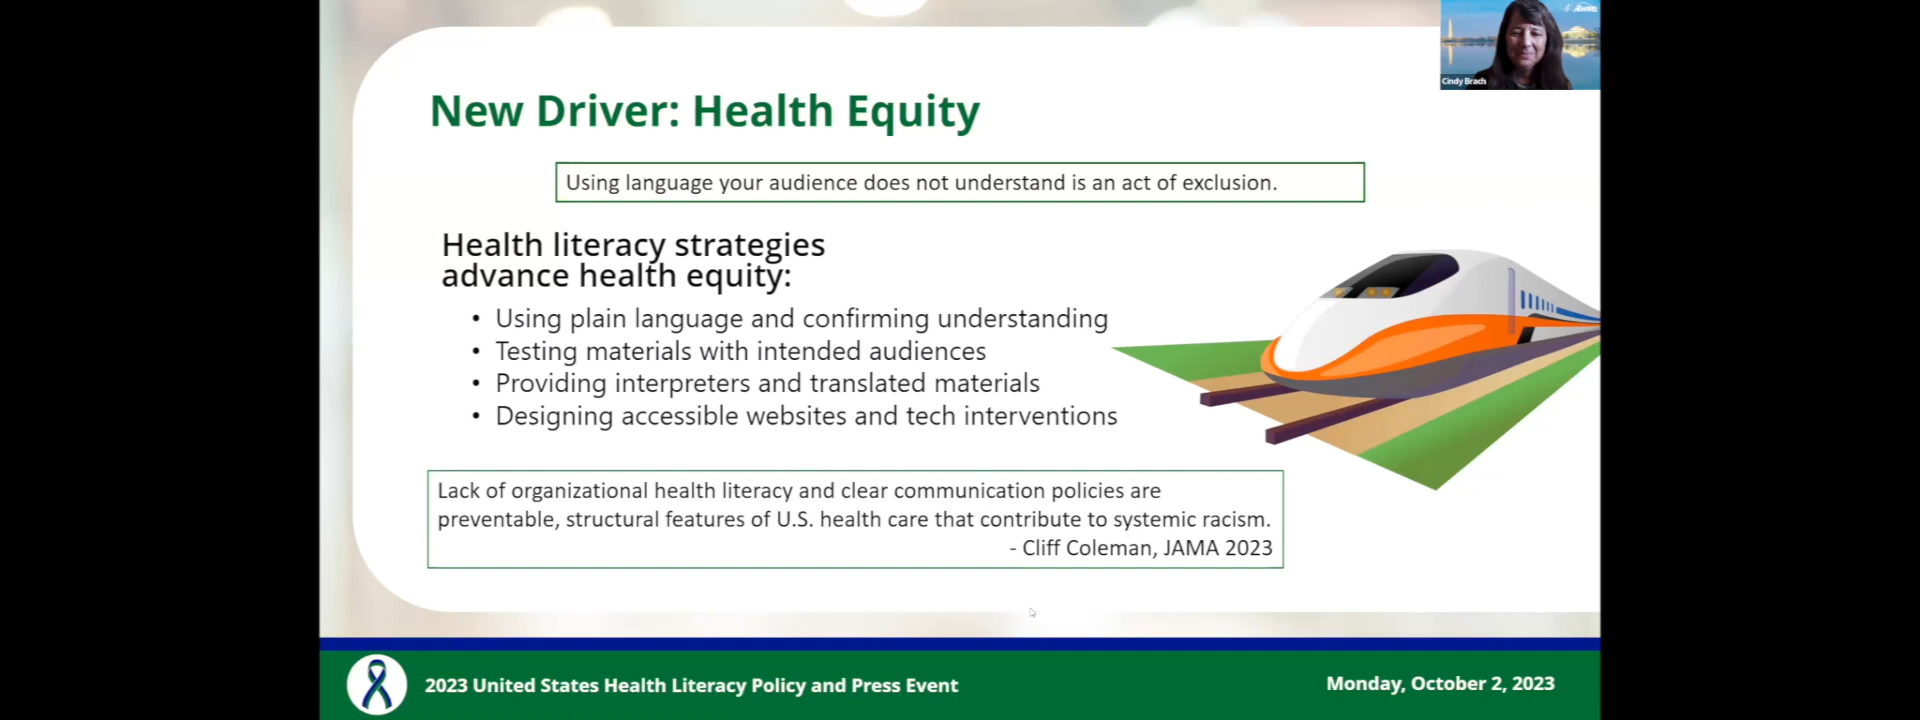 AHRQ
Cindy Brach
New Driver: Health Equity
Using language your audience does not understand is an act of exclusion.
Health literacy strategies
advance health equity:
• Using plain language and confirming understanding
• Testing materials with intended audiences
• Providing interpreters and translated materials
• Designing accessible websites and tech interventions
Lack of organizational health literacy and clear communication policies are
preventable, structural features of U.S. health care that contribute to systemic racism.
- Cliff Coleman, JAMA 2023
2023 United States Health Literacy Policy and Press Event
Monday, October 2, 2023